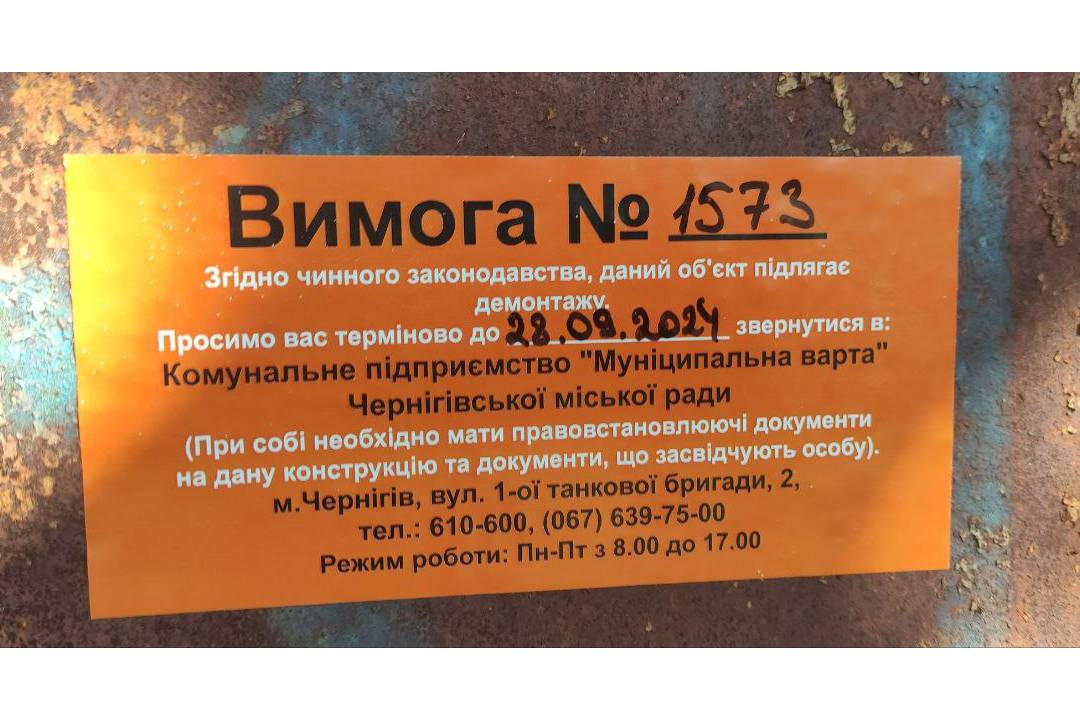 Вимога № 1573
Згідно чинного законодавства, даний об'єкт підлягає
демонтажу.
Просимо вас терміново до 28.09.2024 звернутися в:
Комунальне підприємство "Муніципальна варта"
Чернігівської міської ради
(При собі необхідно мати правовстановлюючі документи
на дану конструкцію та документи, що засвідчують особу).
м.Чернігів, вул. 1-ої танкової бригади, 2,
тел.: 610-600, (067) 639-75-00
Режим роботи: Пн-Пт з 8.00 до 17.00